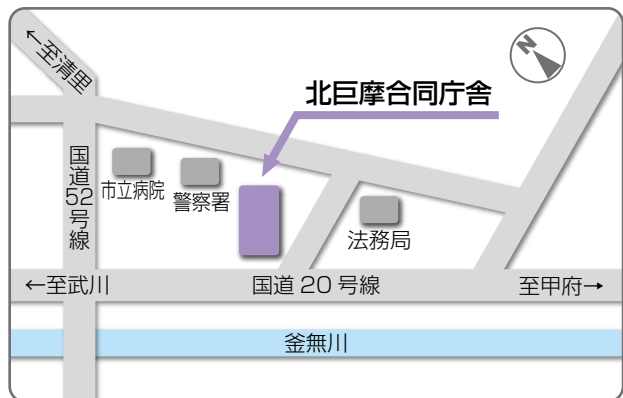 ←至清里
N
北巨摩合同庁舎
国道52号線
市立病院
警察署
法務局
←至武川
国道20号線
至甲府→
釜無川